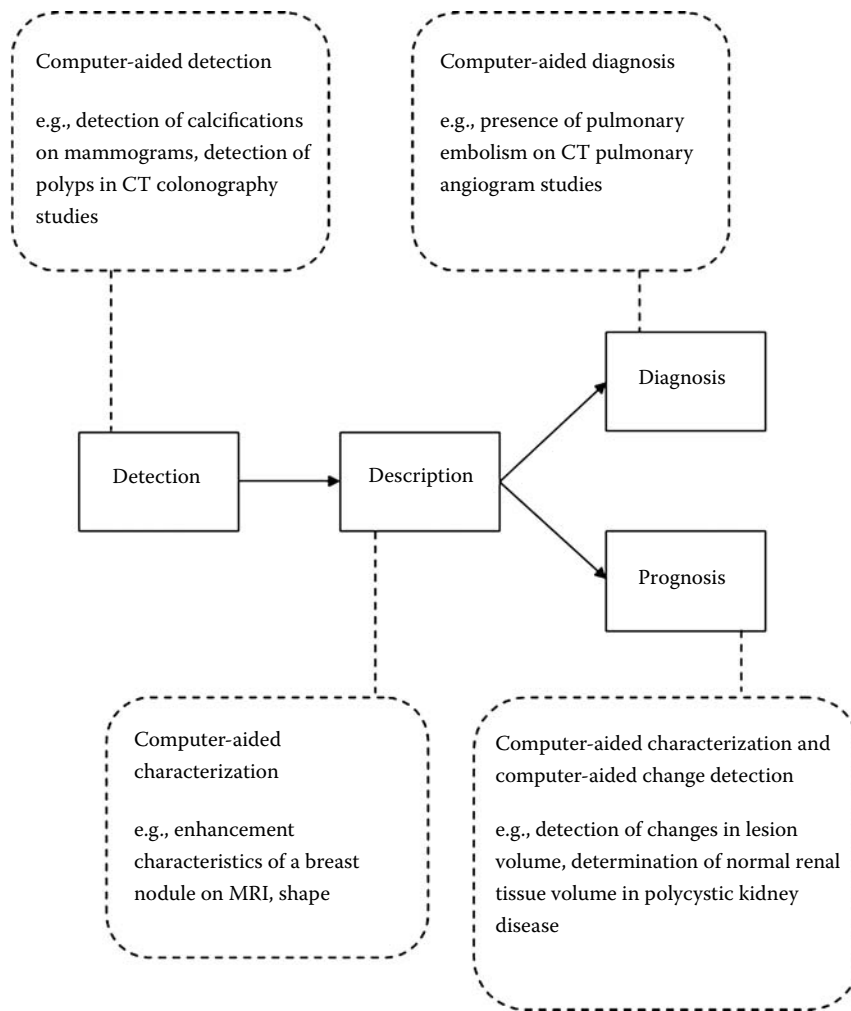 Computer-aided detection
e.g., detection of calcifications
on mammograms, detection of
polyps in CT colonography
studies
Computer-aided diagnosis
e.g., presence of pulmonary
embolism on CT pulmonary
angiogram studies
Diagnosis
Detection
Description
Prognosis
Computer-aided
characterization
e.g., enhancement
characteristics of a breast
nodule on MRI, shape
Computer-aided characterization and
computer-aided change detection
e.g., detection of changes in lesion
volume, determination of normal renal
tissue volume in polycystic kidney
disease